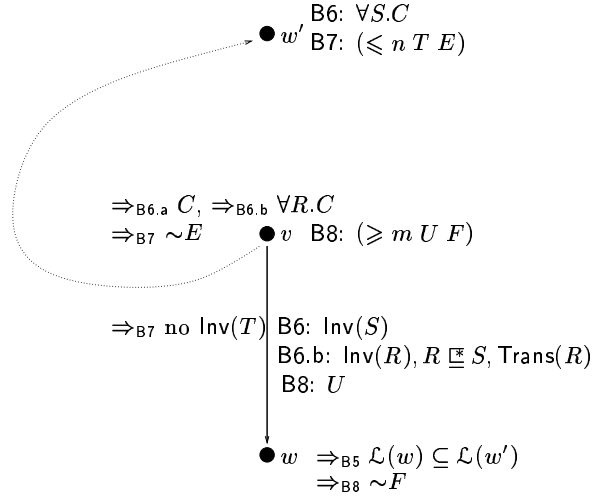 B6: ∀S.C
w′ B7: (⩽ n T E)
⇒B6.a C, ⇒B6.b ∀R.C
⇒B7 ∼E v B8: (⩾ m U F)
⇒B7 no Inv(T) B6: Inv(S)
B6.b: Inv(R), R ⊑* S, Trans(R)
B8: U
w ⇒B5 ℒ(w) ⊆ ℒ(w′)
⇒B8 ∼F